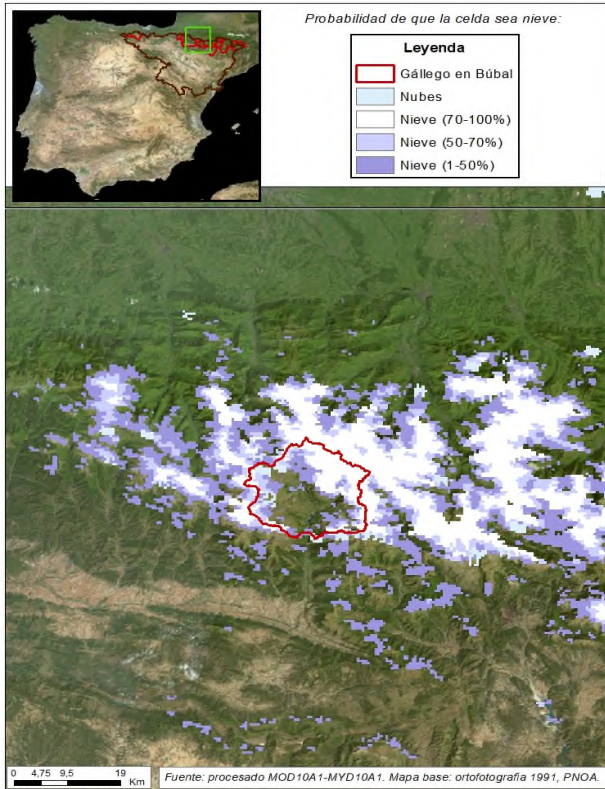 Probabilidad de que la celda sea nieve:
Leyenda
Gállego en Búbal
Nubes
Nieve (70-100%)
Nieve (50-70%)
Nieve (1-50%)
0 4,75 9,5 19
Km
Fuente: procesado MOD10A1-MYD10A1. Mapa base: ortofotografía 1991, PNOA.